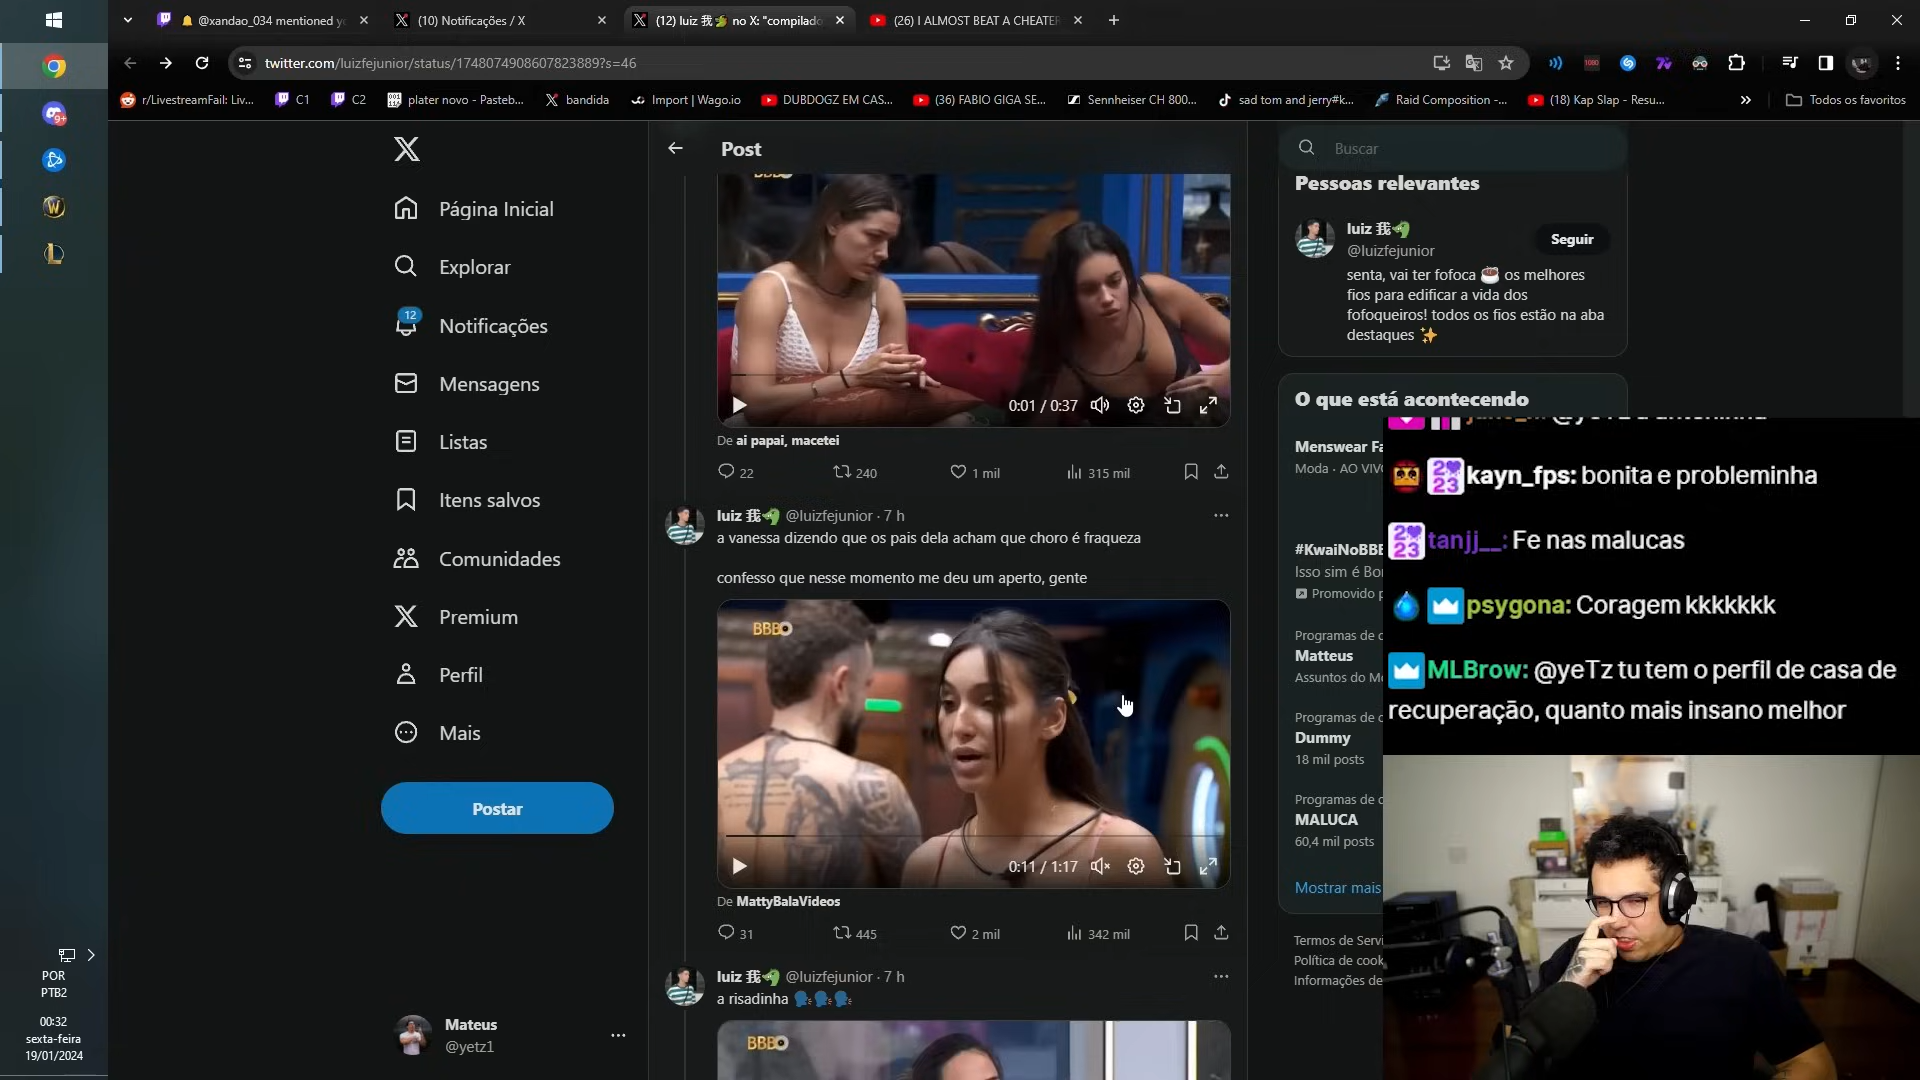 @xandao_034 mentioned y
(10) Notificações / X
(12) luiz 我🐲 no X: "compilado
(26) I ALMOST BEAT A CHEATER
twitter.com/luizfejunior/status/1748074908607823889?s=46
r/LivestreamFail: Liv...
C1
C2
plater novo - Pasteb...
bandida
Import | Wago.io
DUBDOGZ EM CAS...
(36) FABIO GIGA SE...
Sennheiser CH 800...
sad tom and jerry#k...
Raid Composition -...
(18) Kap Slap - Resu...
Todos os favoritos
Página Inicial
Explorar
12
Notificações
Mensagens
Listas
Itens salvos
Comunidades
Premium
Perfil
Mais
Postar
Mateus
@yetz1
9+
POR
PTB2
00:32
sexta-feira
19/01/2024
Post
0:01 / 0:37
De ai papai, macetei
22
240
1 mil
315 mil
luiz 我🐲 @luizfejunior · 7 h
a vanessa dizendo que os pais dela acham que choro é fraqueza
confesso que nesse momento me deu um aperto, gente
BBB
0:11 / 1:17
De MattyBalaVideos
31
445
2 mil
342 mil
luiz 我🐲 @luizfejunior · 7 h
a risadinha 🗣️🗣️🗣️
BBB
Buscar
Pessoas relevantes
luiz 我🐲
@luizfejunior
Seguir
senta, vai ter fofoca ☕ os melhores
fios para edificar a vida dos
fofoqueiros! todos os fios estão na aba
destaques ✨
O que está acontecendo
Menswear Fa
Moda · AO VIV
#KwaiNoBBB
Isso sim é Bo
Promovido p
Programas de
Matteus
Assuntos do M
Programas de
Dummy
18 mil posts
Programas de
MALUCA
60,4 mil posts
Mostrar mais
Termos de Servi
Política de cook
Informações de
kayn_fps: bonita e probleminha
tanjj__: Fe nas malucas
psygona: Coragem kkkkkkk
MLBrow: @yeTz tu tem o perfil de casa de
recuperação, quanto mais insano melhor